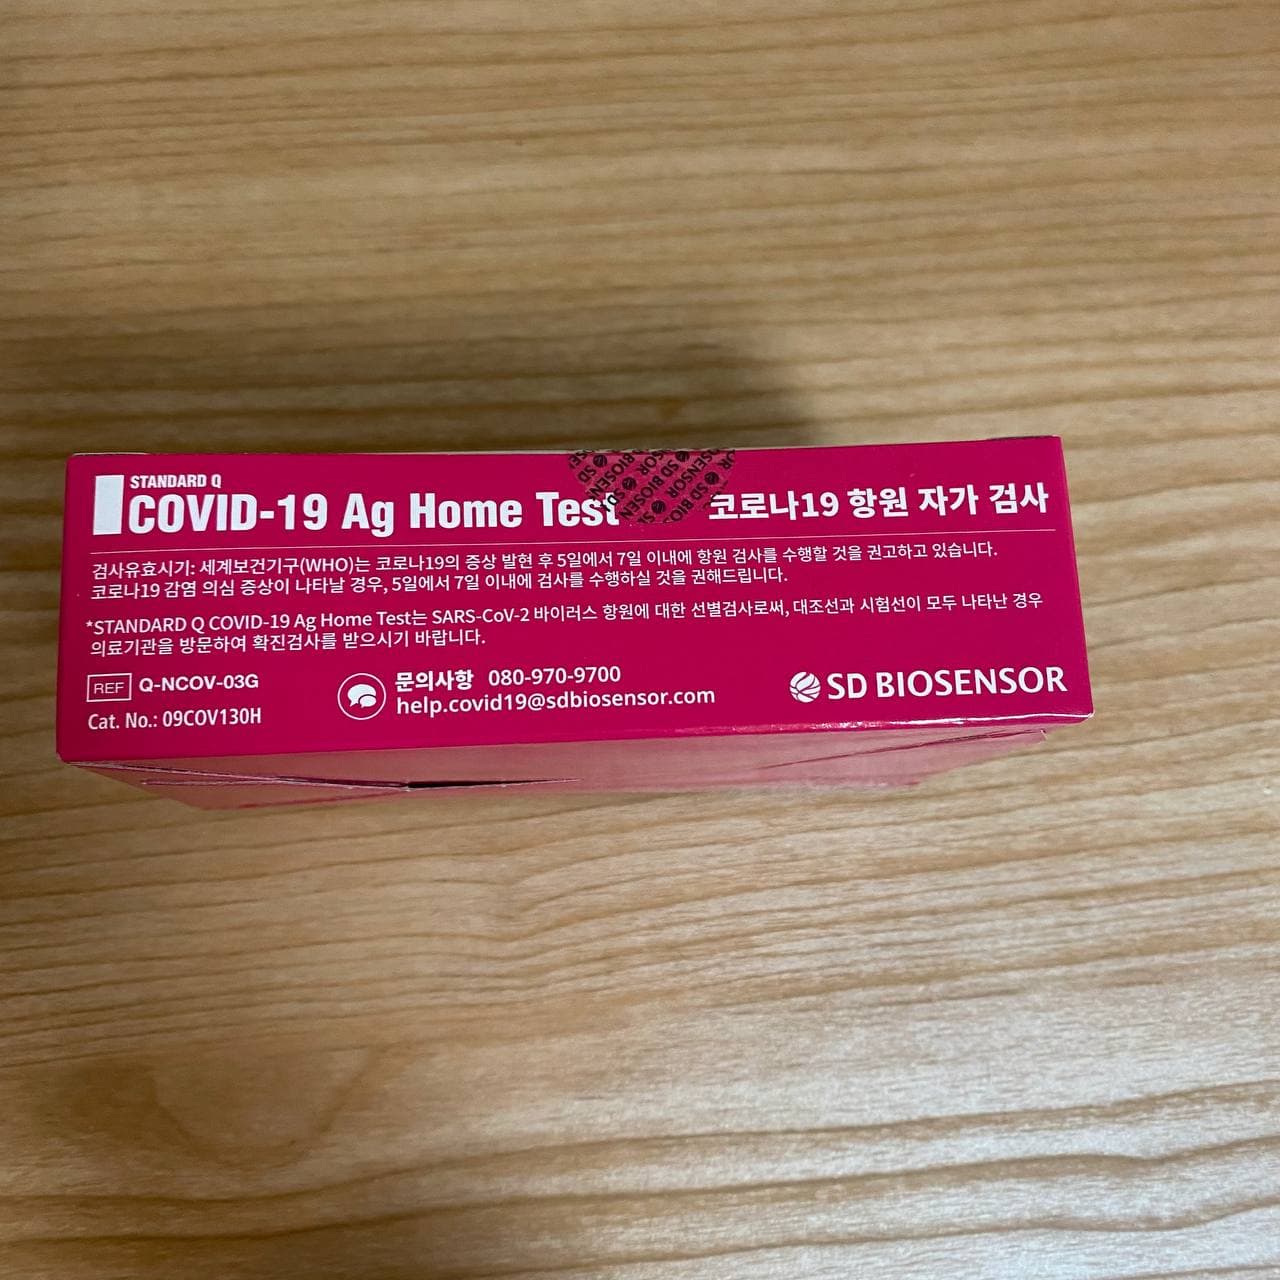 STANDARD Q
COVID-19 Ag Home Test
코로나19 항원 자가 검사
검사유효시기: 세계보건기구(WHO)는 코로나19의 증상 발현 후 5일에서 7일 이내에 항원 검사를 수행할 것을 권고하고 있습니다.
코로나19 감염 의심 증상이 나타날 경우, 5일에서 7일 이내에 검사를 수행하실 것을 권해드립니다.
*STANDARD Q COVID-19 Ag Home Test는 SARS-CoV-2 바이러스 항원에 대한 선별검사로써, 대조선과 시험선이 모두 나타난 경우
의료기관을 방문하여 확진검사를 받으시기 바랍니다.
REF Q-NCOV-03G
Cat. No.: 09COV130H
문의사항 080-970-9700
help.covid19@sdbiosensor.com
SD BIOSENSOR
SD BIOSENSOR